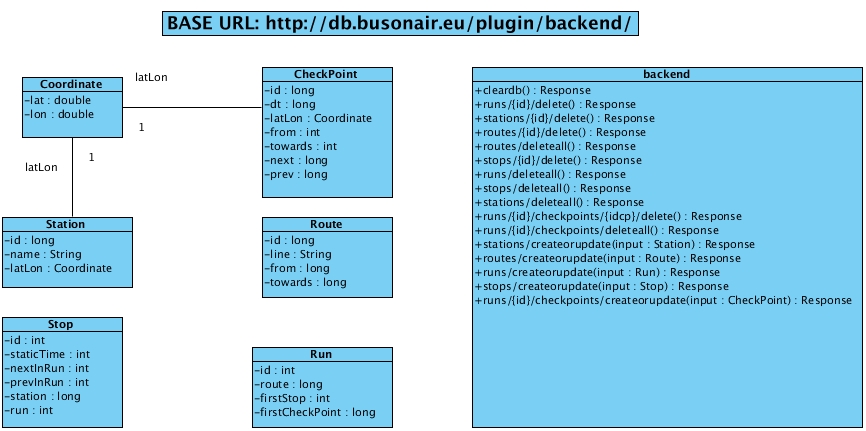 BASE URL: http://db.busonair.eu/plugin/backend/
Coordinate
-lat : double
-lon : double
latLon
1
latLon
1
CheckPoint
-id : long
-dt : long
-latLon : Coordinate
-from : int
-towards : int
-next : long
-prev : long
Station
-id : long
-name : String
-latLon : Coordinate
Route
-id : long
-line : String
-from : long
-towards : long
Stop
-id : int
-staticTime : int
-nextInRun : int
-prevInRun : int
-station : long
-run : int
Run
-id : int
-route : long
-firstStop : int
-firstCheckPoint : long
backend
+cleardb() : Response
+runs/{id}/delete() : Response
+stations/{id}/delete() : Response
+routes/{id}/delete() : Response
+routes/deleteall() : Response
+stops/{id}/delete() : Response
+runs/deleteall() : Response
+stops/deleteall() : Response
+stations/deleteall() : Response
+runs/{id}/checkpoints/{idcp}/delete() : Response
+runs/{id}/checkpoints/deleteall() : Response
+stations/createorupdate(input : Station) : Response
+routes/createorupdate(input : Route) : Response
+runs/createorupdate(input : Run) : Response
+stops/createorupdate(input : Stop) : Response
+runs/{id}/checkpoints/createorupdate(input : CheckPoint) : Response